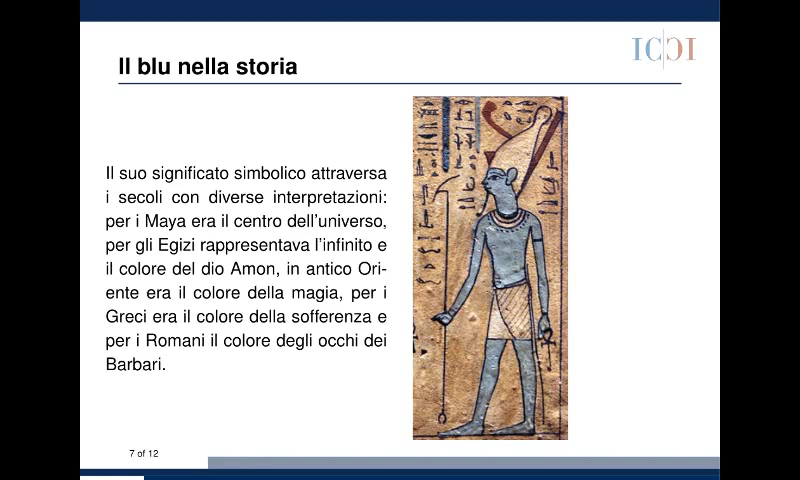 Il blu nella storia
ICCI
Il suo significato simbolico attraversa
i secoli con diverse interpretazioni:
per i Maya era il centro dell'universo,
per gli Egizi rappresentava l'infinito e
il colore del dio Amon, in antico Ori-
ente era il colore della magia, per i
Greci era il colore della sofferenza e
per i Romani il colore degli occhi dei
Barbari.
7 of 12